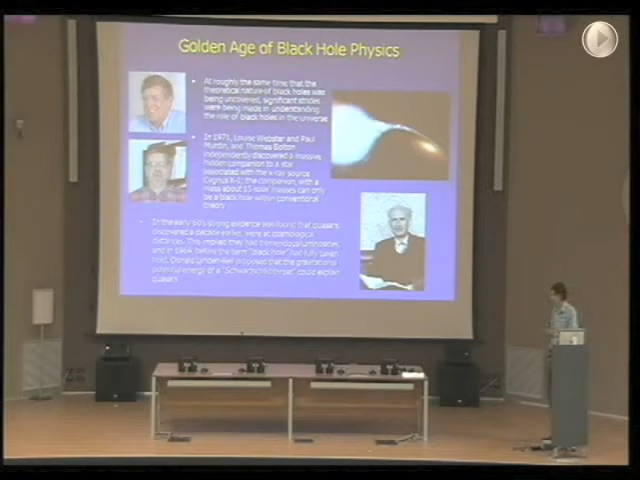 Golden Age of Black Hole Physics
At roughly the same time that the
theoretical nature of black holes was
being uncovered, significant strides
were being made in understanding
the role of black holes in the universe
In 1971, Louise Webster and Paul
Murdin, and Thomas Bolton
independently discovered a massive
hidden companion to a star
associated with the x-ray source
Cygnus X-1; the companion, with a
mass about 15 solar masses can only
be a black hole within conventional
theory
In the early 60's strong evidence was found that quasars,
discovered a decade earlier, were at cosmological
distances. This implied they had tremendous luminosities,
and in 1964, before the term "black hole" had fully taken
hold, Donald Lynden-Bell proposed that the gravitational
potential energy of a "Schwarzschild throat" could explain
quasars